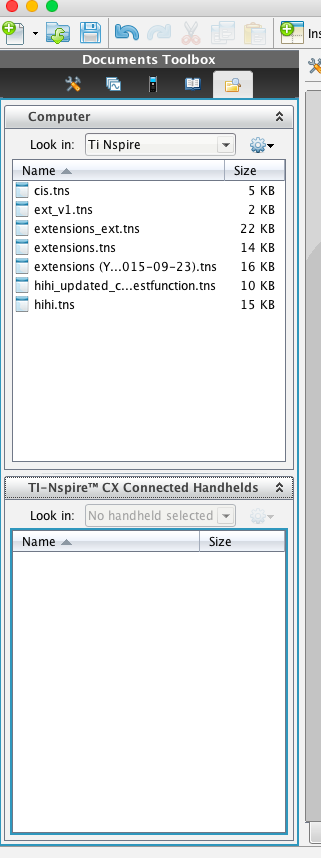 Ins
Documents Toolbox
Computer
Look in: Ti Nspire
Name Size
cis.tns 5 KB
ext_v1.tns 2 KB
extensions_ext.tns 22 KB
extensions.tns 14 KB
extensions (Y...015-09-23).tns 16 KB
hihi_updated_c...estfunction.tns 10 KB
hihi.tns 15 KB
TI-Nspire™ CX Connected Handhelds
Look in: No handheld selected
Name Size